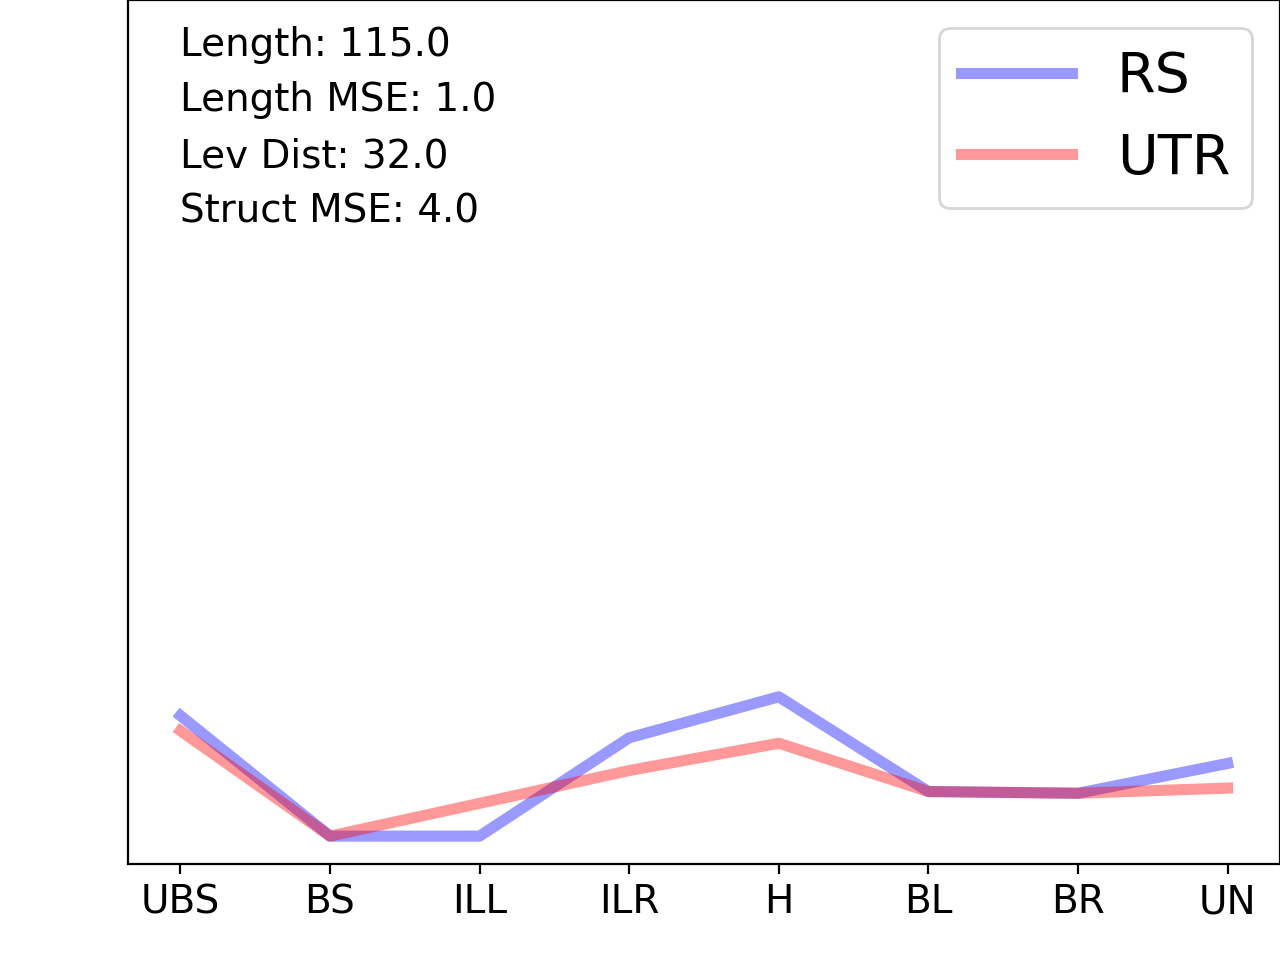 Length: 115.0
Length MSE: 1.0
Lev Dist: 32.0
Struct MSE: 4.0
RS
UTR
UBS BS ILL ILR H BL BR UN